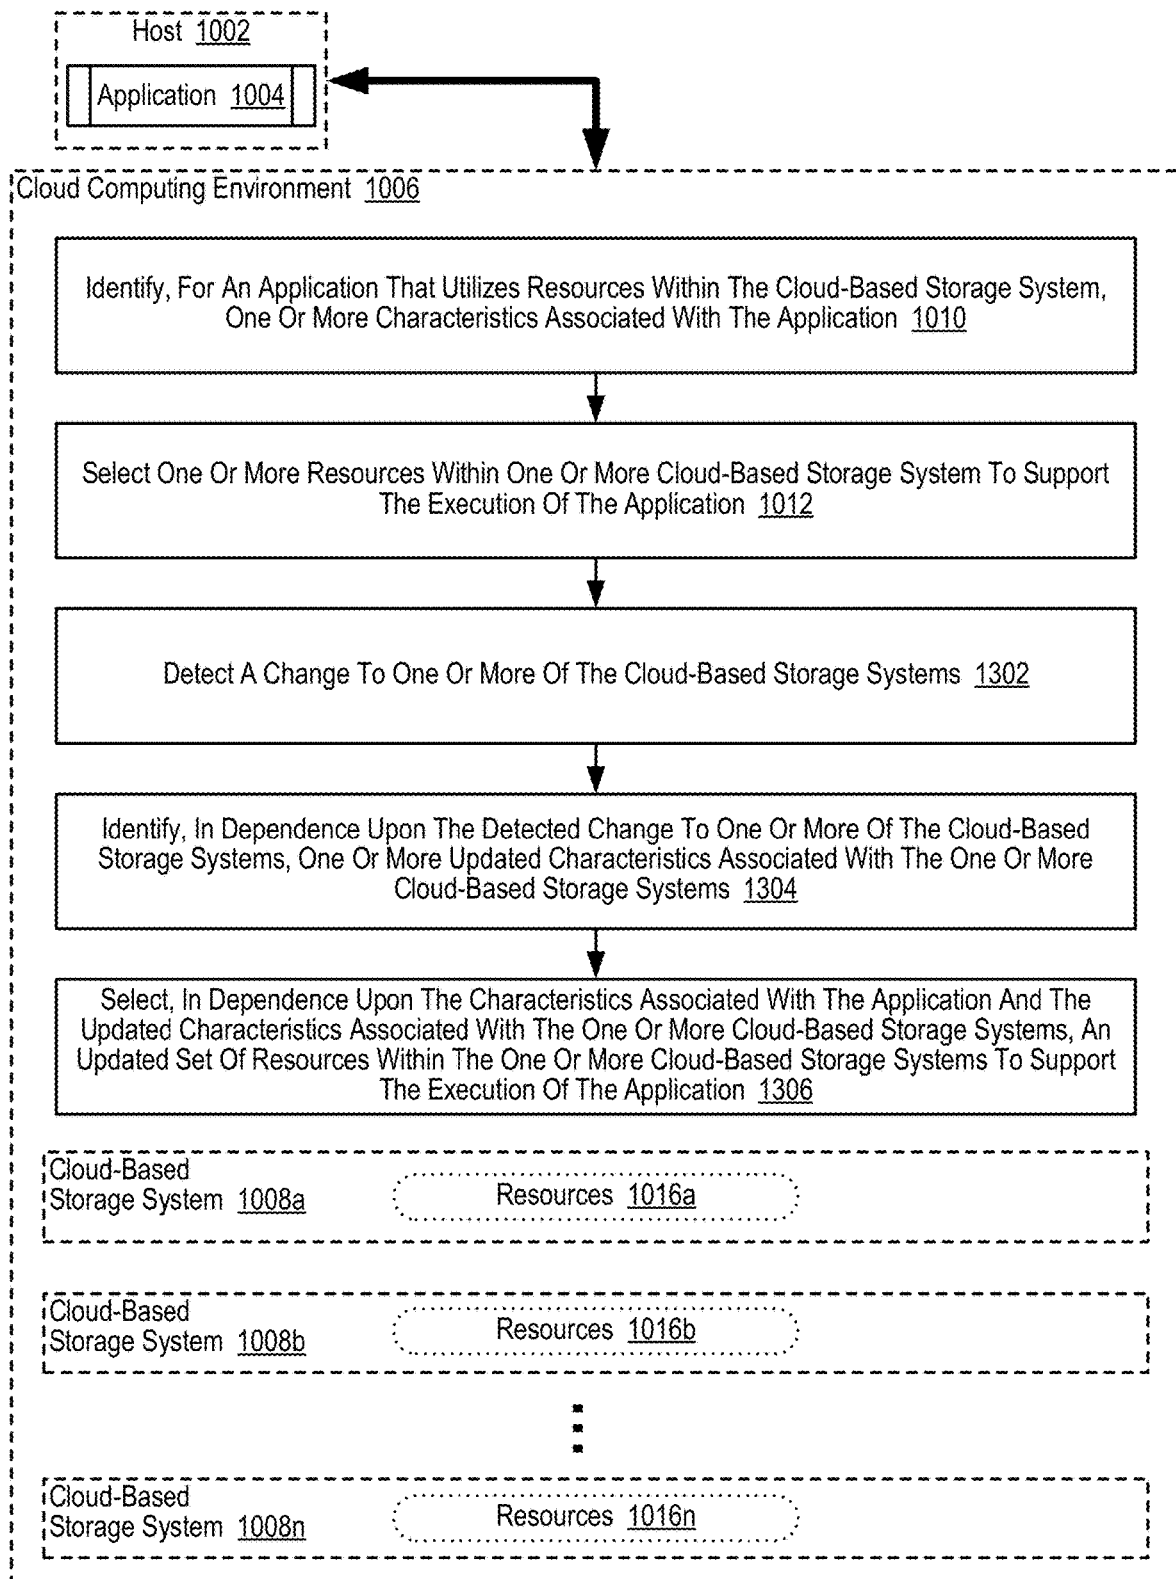 Host 1002
Application 1004
Cloud Computing Environment 1006
Identify, For An Application That Utilizes Resources Within The Cloud-Based Storage System,
One Or More Characteristics Associated With The Application 1010
Select One Or More Resources Within One Or More Cloud-Based Storage System To Support
The Execution Of The Application 1012
Detect A Change To One Or More Of The Cloud-Based Storage Systems 1302
Identify, In Dependence Upon The Detected Change To One Or More Of The Cloud-Based
Storage Systems, One Or More Updated Characteristics Associated With The One Or More
Cloud-Based Storage Systems 1304
Select, In Dependence Upon The Characteristics Associated With The Application And The
Updated Characteristics Associated With The One Or More Cloud-Based Storage Systems, An
Updated Set Of Resources Within The One Or More Cloud-Based Storage Systems To Support
The Execution Of The Application 1306
Cloud-Based
Storage System 1008a
Resources 1016a
Cloud-Based
Storage System 1008b
Resources 1016b
Cloud-Based
Storage System 1008n
Resources 1016n